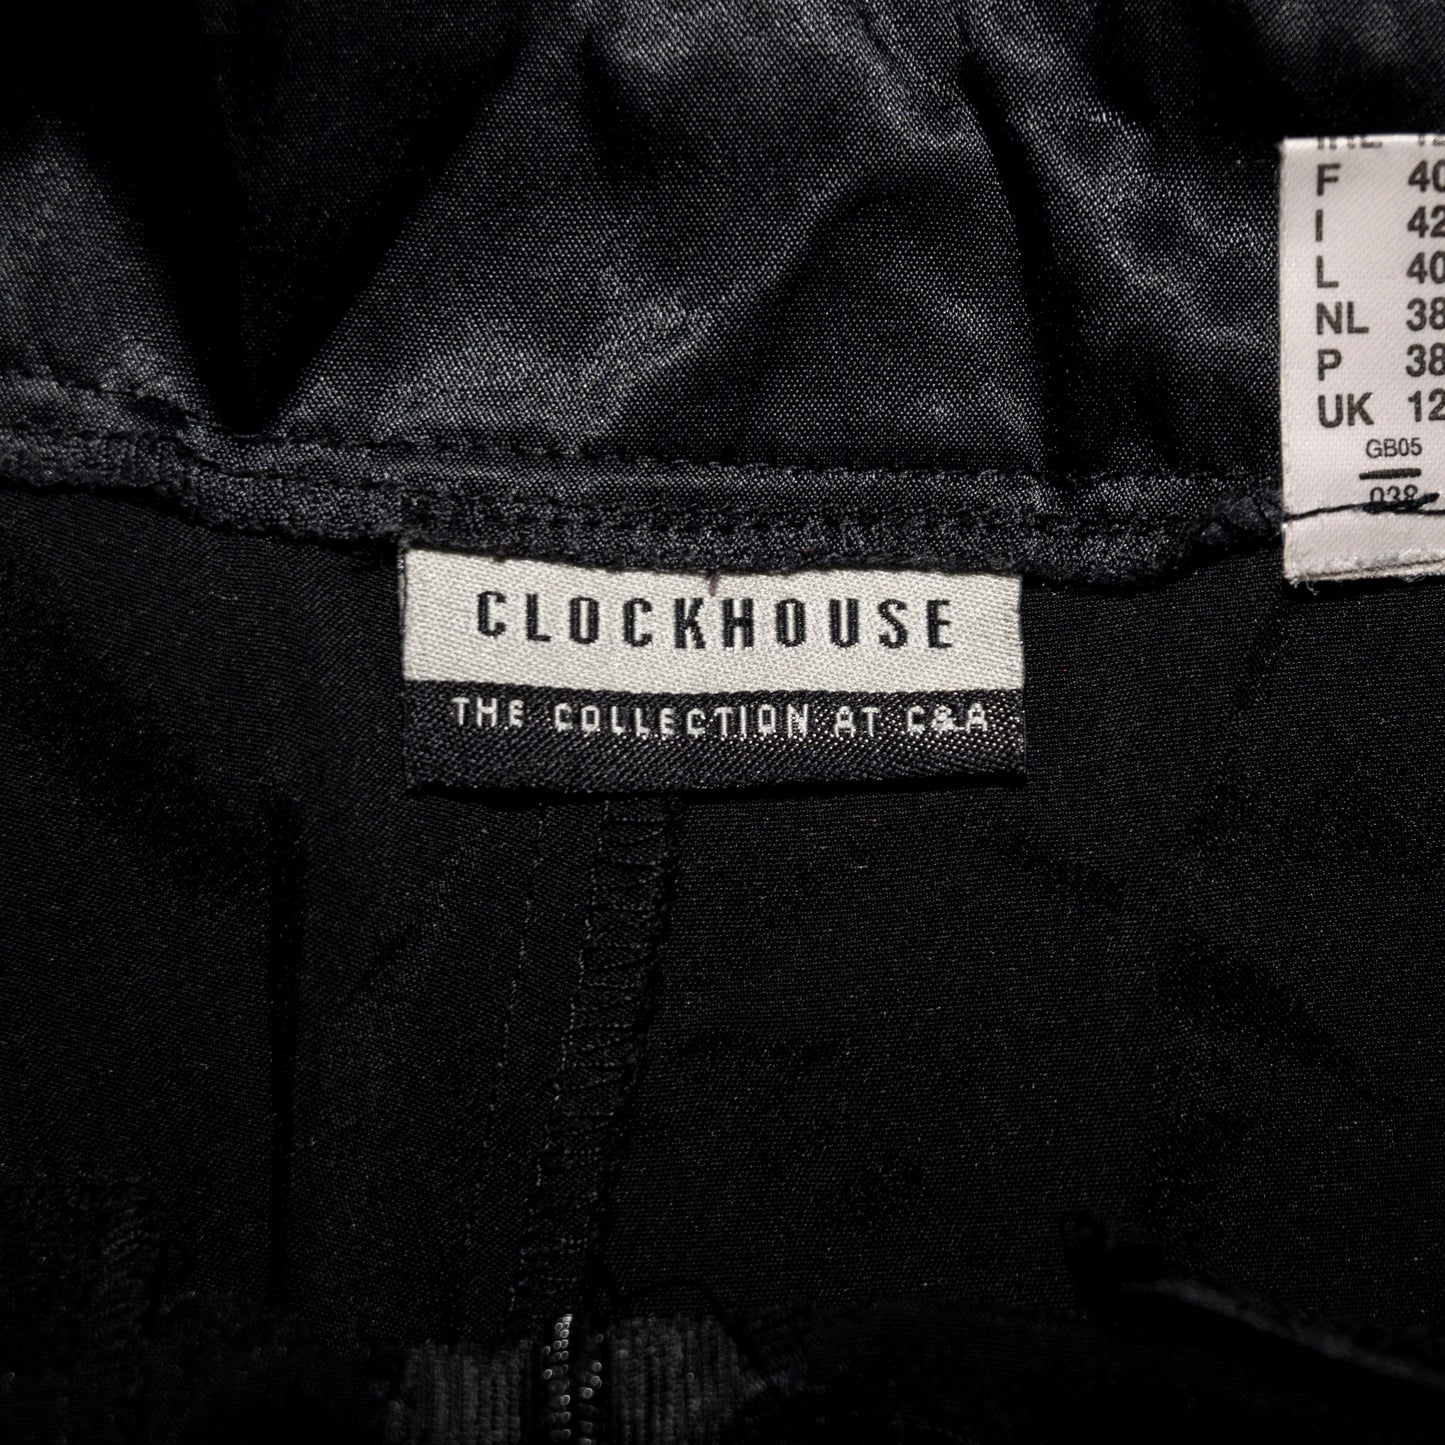 CLOCKHOUSE
THE COLLECTION AT C&A
F 40
I 42
L 40
NL 38
P 38
UK 12
GB05
038